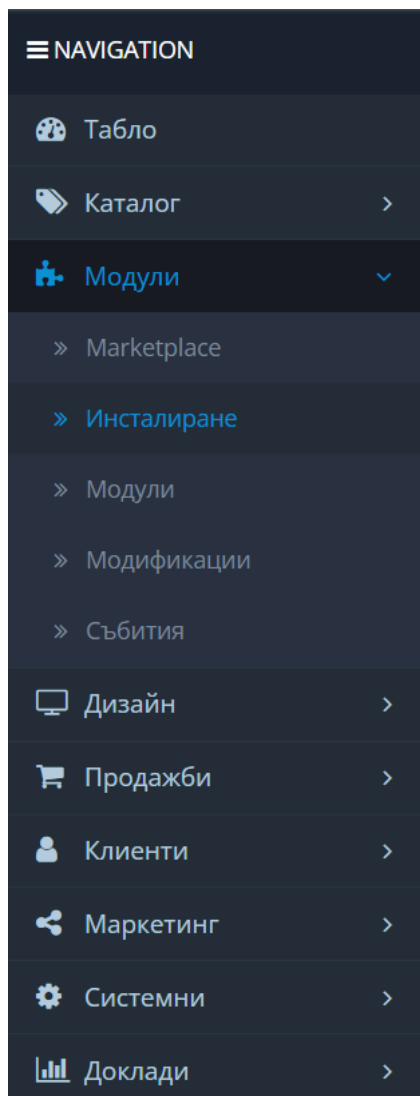 NAVIGATION
Табло
Каталог
Модули
Marketplace
Инсталиране
Модули
Модификации
Събития
Дизайн
Продажби
Клиенти
Маркетинг
Системни
Доклади